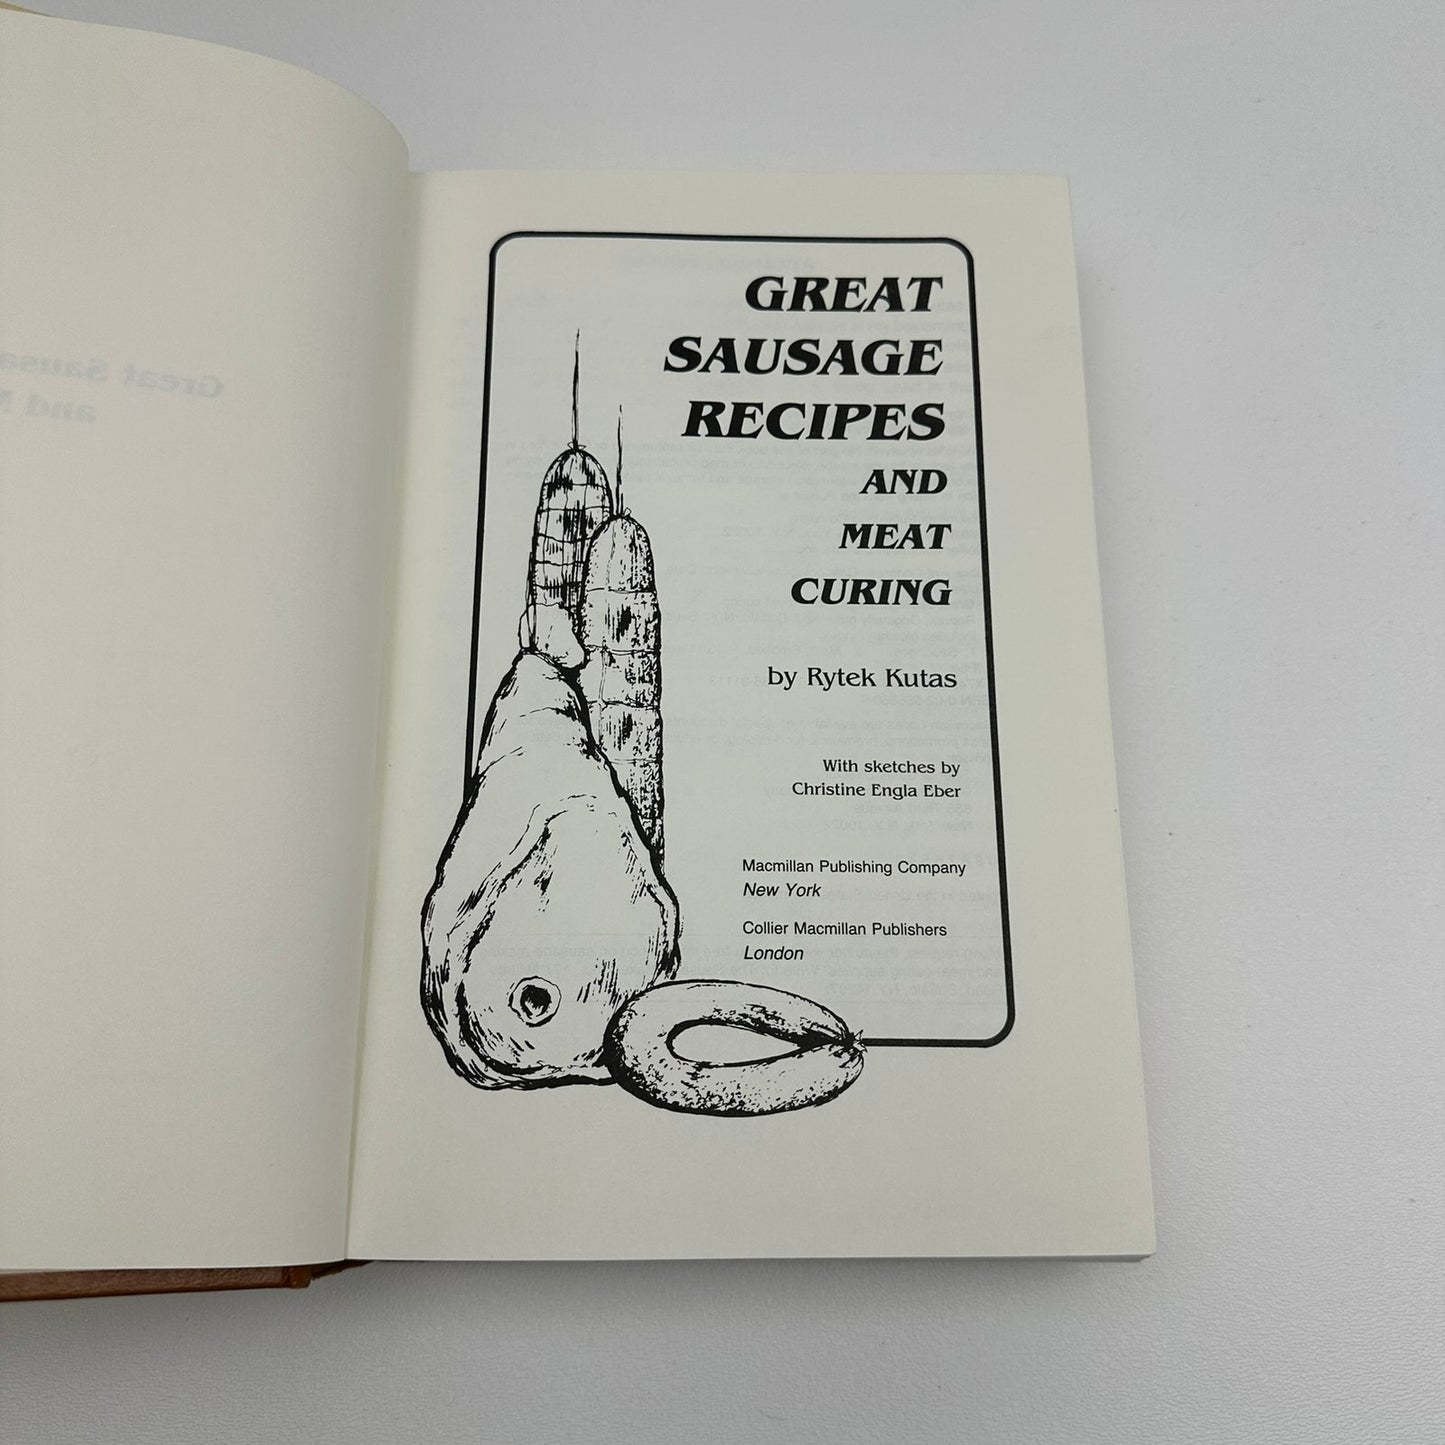 GREAT
SAUSAGE
RECIPES
AND
MEAT
CURING
by Rytek Kutas
With sketches by
Christine Engla Eber
Macmillan Publishing Company
New York
Collier Macmillan Publishers
London